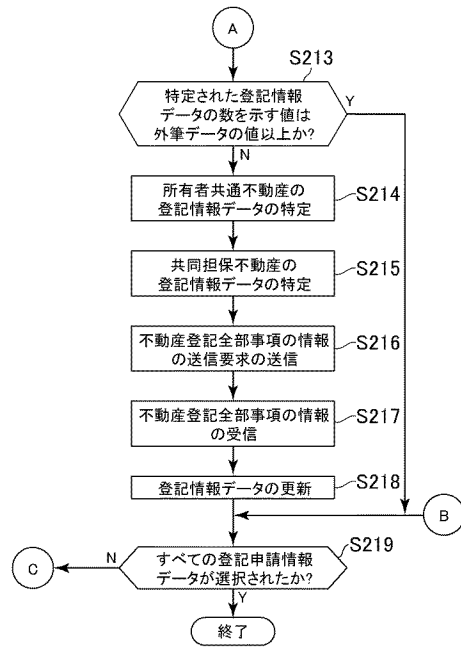 A
S213
特定された登記情報
データの数を示す値は
外筆データの値以上か?
Y
N
所有者共通不動産の
登記情報データの特定
S214
共同担保不動産の
登記情報データの特定
S215
不動産登記全部事項の情報
の送信要求の送信
S216
不動産登記全部事項の情報
の受信
S217
登記情報データの更新
S218
B
S219
すべての登記申請情報
データが選択されたか?
N
C
Y
終了